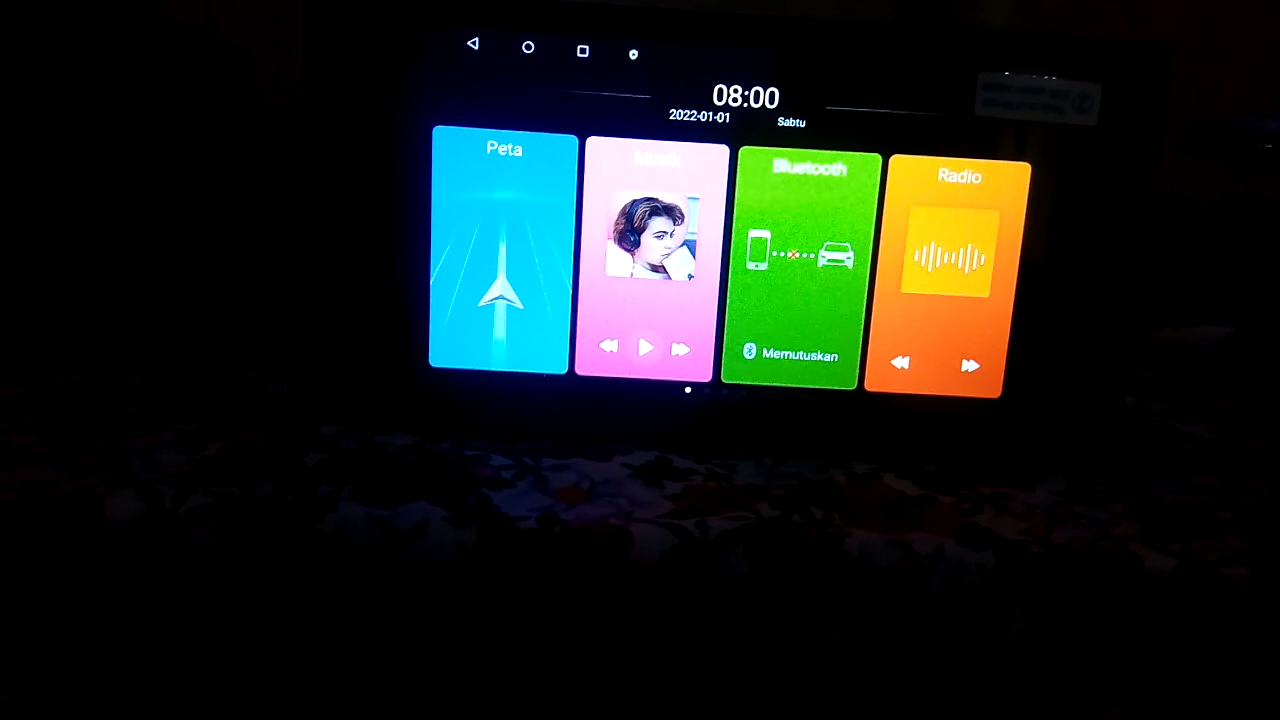 08:00
2022-01-01 Sabtu
Peta
Bluetooth
Radio
Memutuskan